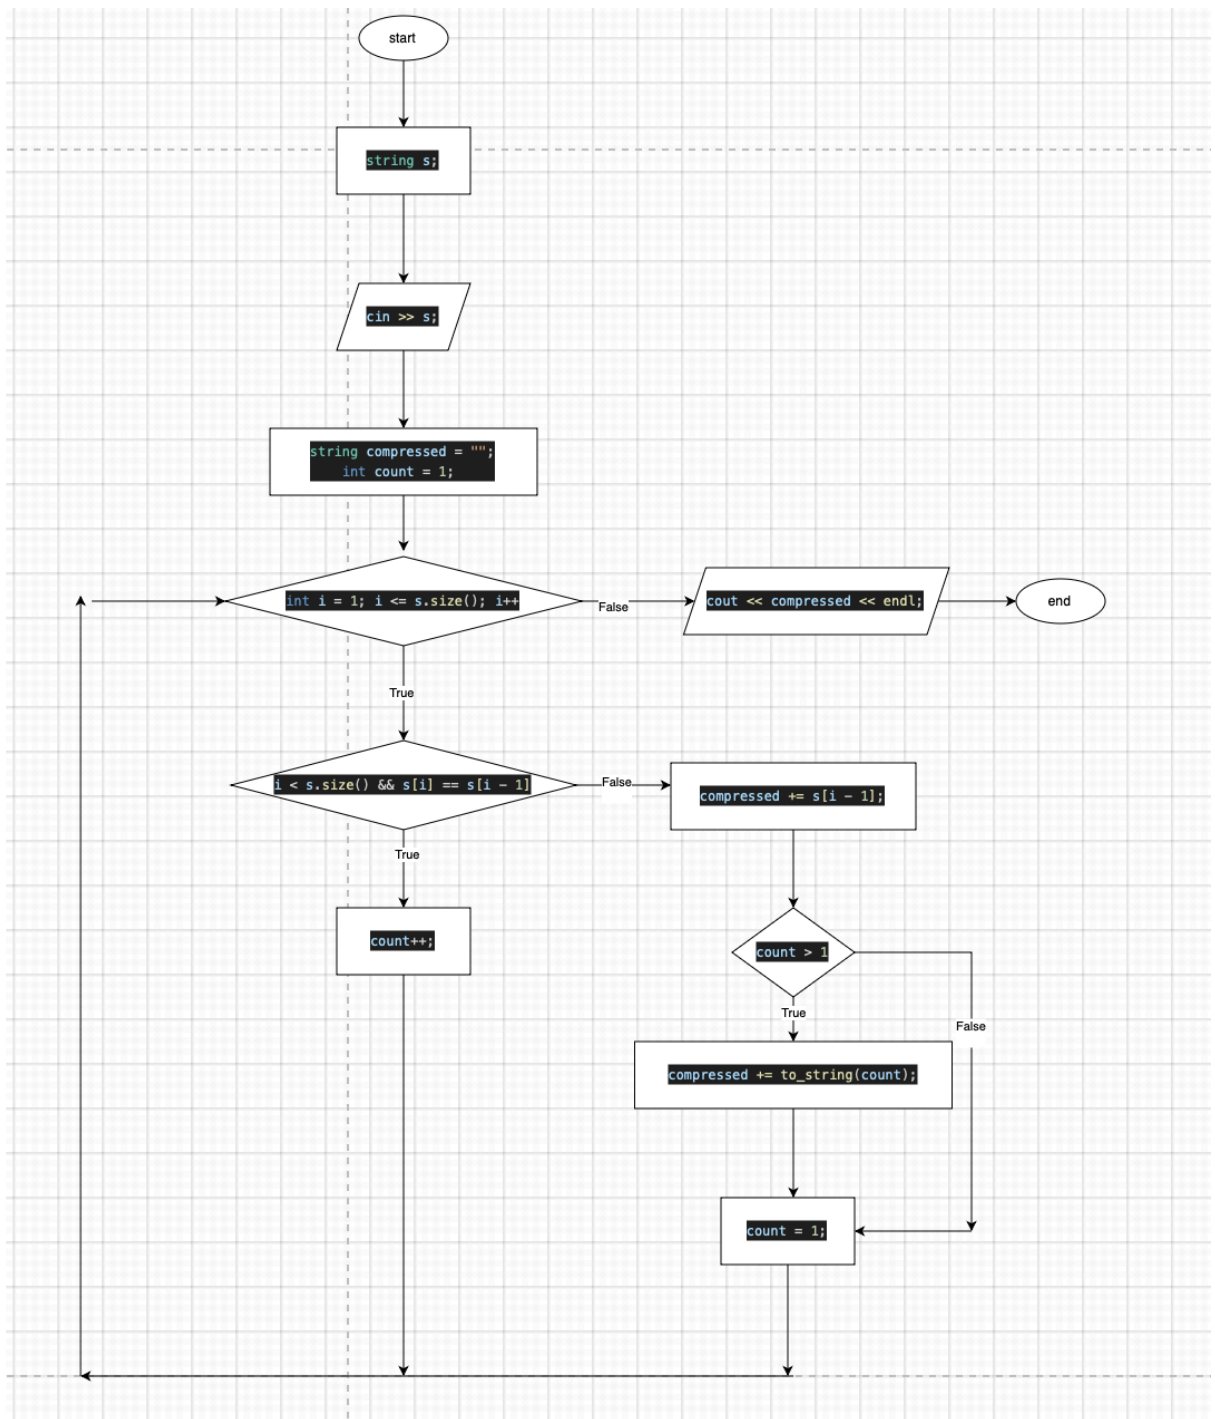 start
string s;
cin >> s;
string compressed = "";
int count = 1;
int i = 1; i <= s.size(); i++
False
cout << compressed << endl;
end
True
i < s.size() && s[i] == s[i - 1]
False
compressed += s[i - 1];
True
count++;
count > 1
True
False
compressed += to_string(count);
count = 1;